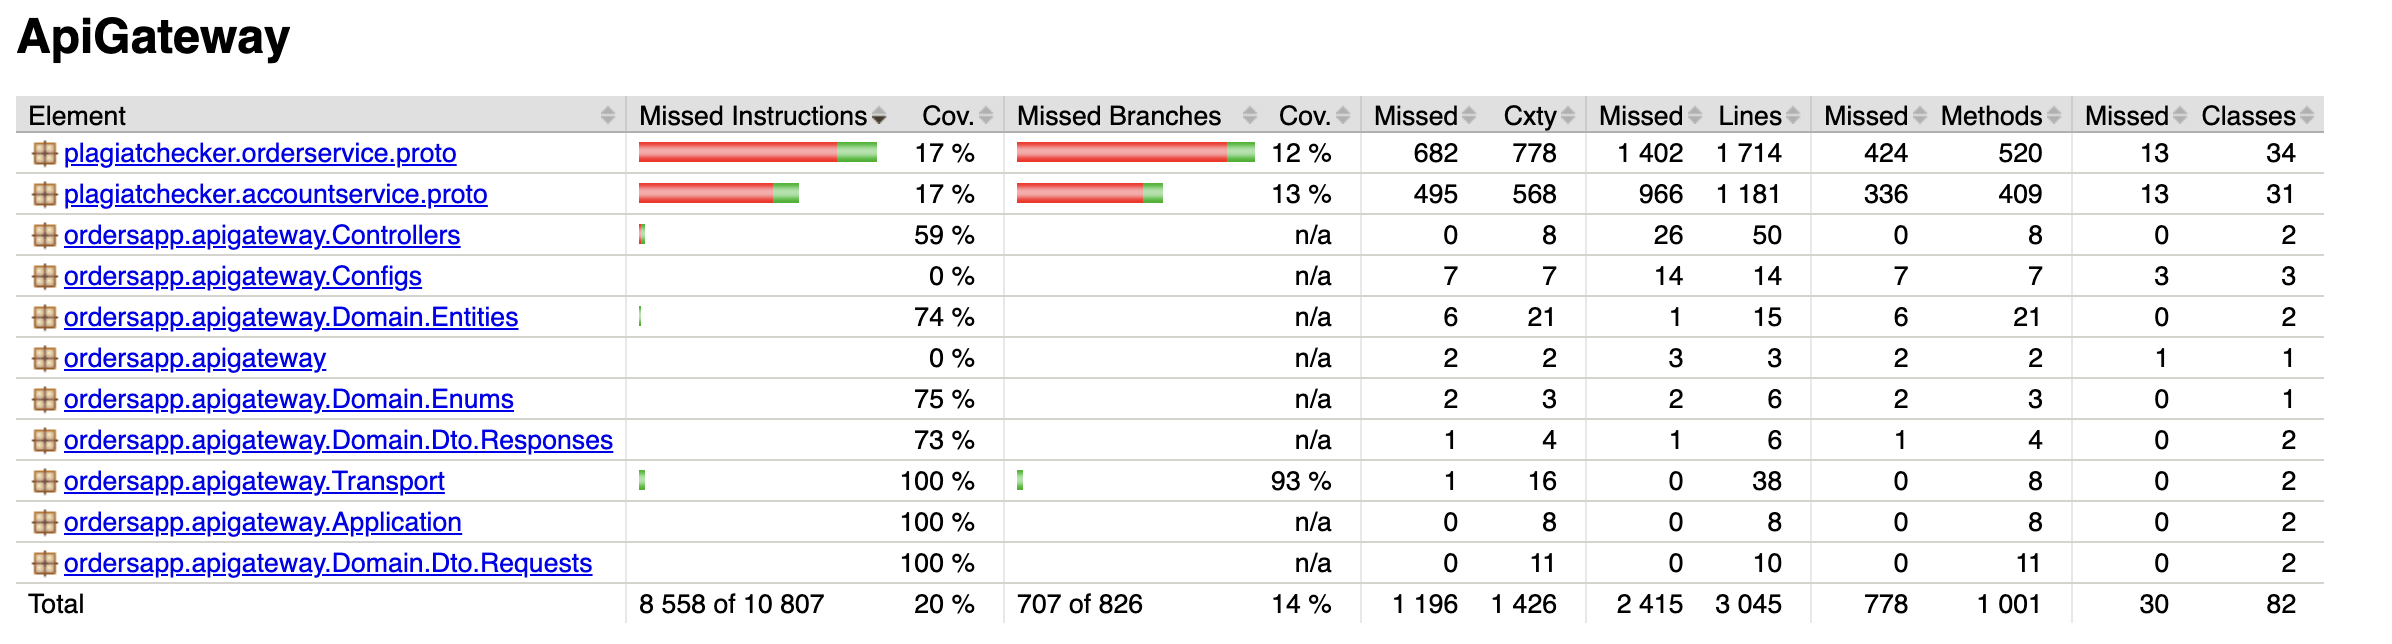 ApiGateway
Element Missed Instructions Cov. Missed Branches Cov. Missed Cxty Missed Lines Missed Methods Missed Classes
plagiatchecker.orderservice.proto 17 % 12 % 682 778 1 402 1 714 424 520 13 34
plagiatchecker.accountservice.proto 17 % 13 % 495 568 966 1 181 336 409 13 31
ordersapp.apigateway.Controllers 59 % n/a 0 8 26 50 0 8 0 2
ordersapp.apigateway.Configs 0 % n/a 7 7 14 14 7 7 3 3
ordersapp.apigateway.Domain.Entities 74 % n/a 6 21 1 15 6 21 0 2
ordersapp.apigateway 0 % n/a 2 2 3 3 2 2 1 1
ordersapp.apigateway.Domain.Enums 75 % n/a 2 3 2 6 2 3 0 1
ordersapp.apigateway.Domain.Dto.Responses 73 % n/a 1 4 1 6 1 4 0 2
ordersapp.apigateway.Transport 100 % 93 % 1 16 0 38 0 8 0 2
ordersapp.apigateway.Application 100 % n/a 0 8 0 8 0 8 0 2
ordersapp.apigateway.Domain.Dto.Requests 100 % n/a 0 11 0 10 0 11 0 2
Total 8 558 of 10 807 20 % 707 of 826 14 % 1 196 1 426 2 415 3 045 778 1 001 30 82